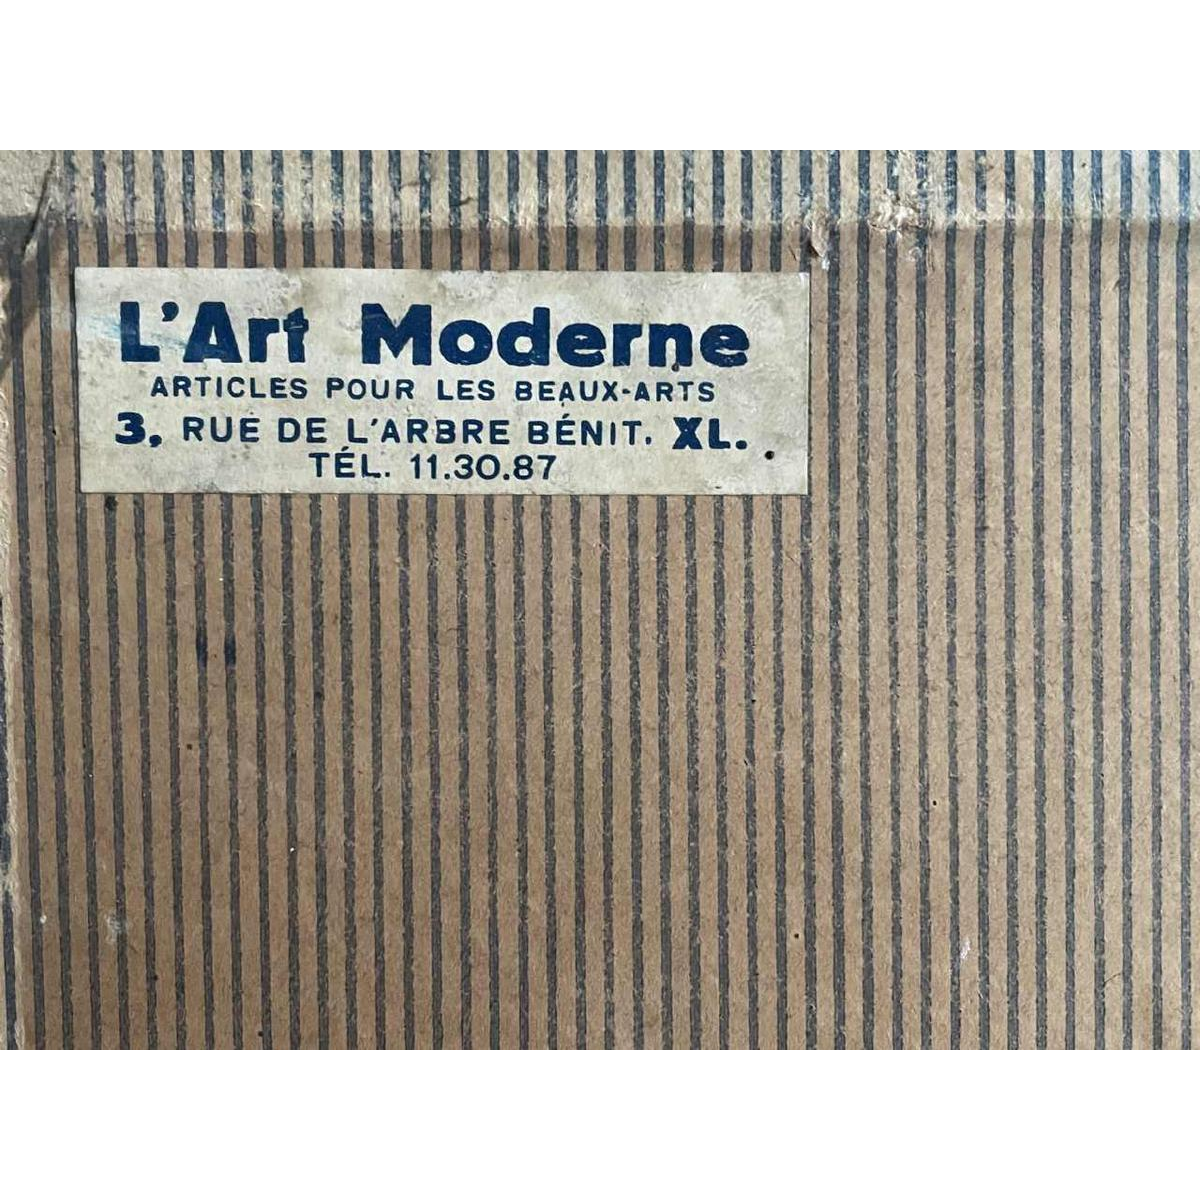 L'Art Moderne
ARTICLES POUR LES BEAUX-ARTS
3, RUE DE L'ARBRE BÉNIT. XL.
TÉL. 11.30.87